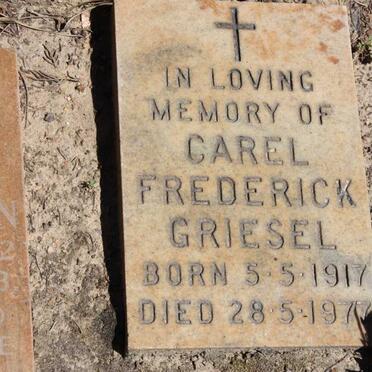 IN LOVING
MEMORY OF
CAREL
FREDERICK
GRIESEL
BORN 5-5-1917
DIED 28-5-1977